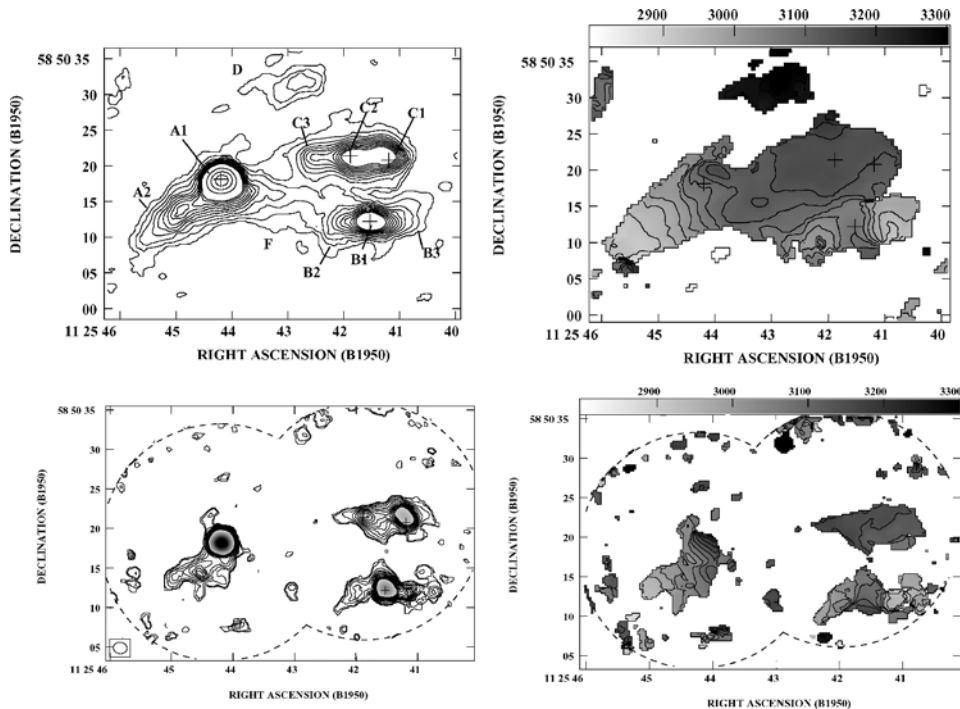 2900 3000 3100 3200 3300
58 50 35
30
25
20
15
10
05
00
DECLINATION (B1950)
D
C2
C1
C3
A1
A2
F
B2
B1
B3
11 25 46 45 44 43 42 41 40
RIGHT ASCENSION (B1950)
58 50 35
30
25
20
15
10
05
00
DECLINATION (B1950)
11 25 46 45 44 43 42 41 40
RIGHT ASCENSION (B1950)
58 50 35
30
25
20
15
10
05
DECLINATION (B1950)
11 25 46 45 44 43 42 41
RIGHT ASCENSION (B1950)
2900 3000 3100 3200 3300
58 50 35
30
25
20
15
10
05
DECLINATION (B1950)
11 25 46 45 44 43 42 41
RIGHT ASCENSION (B1950)